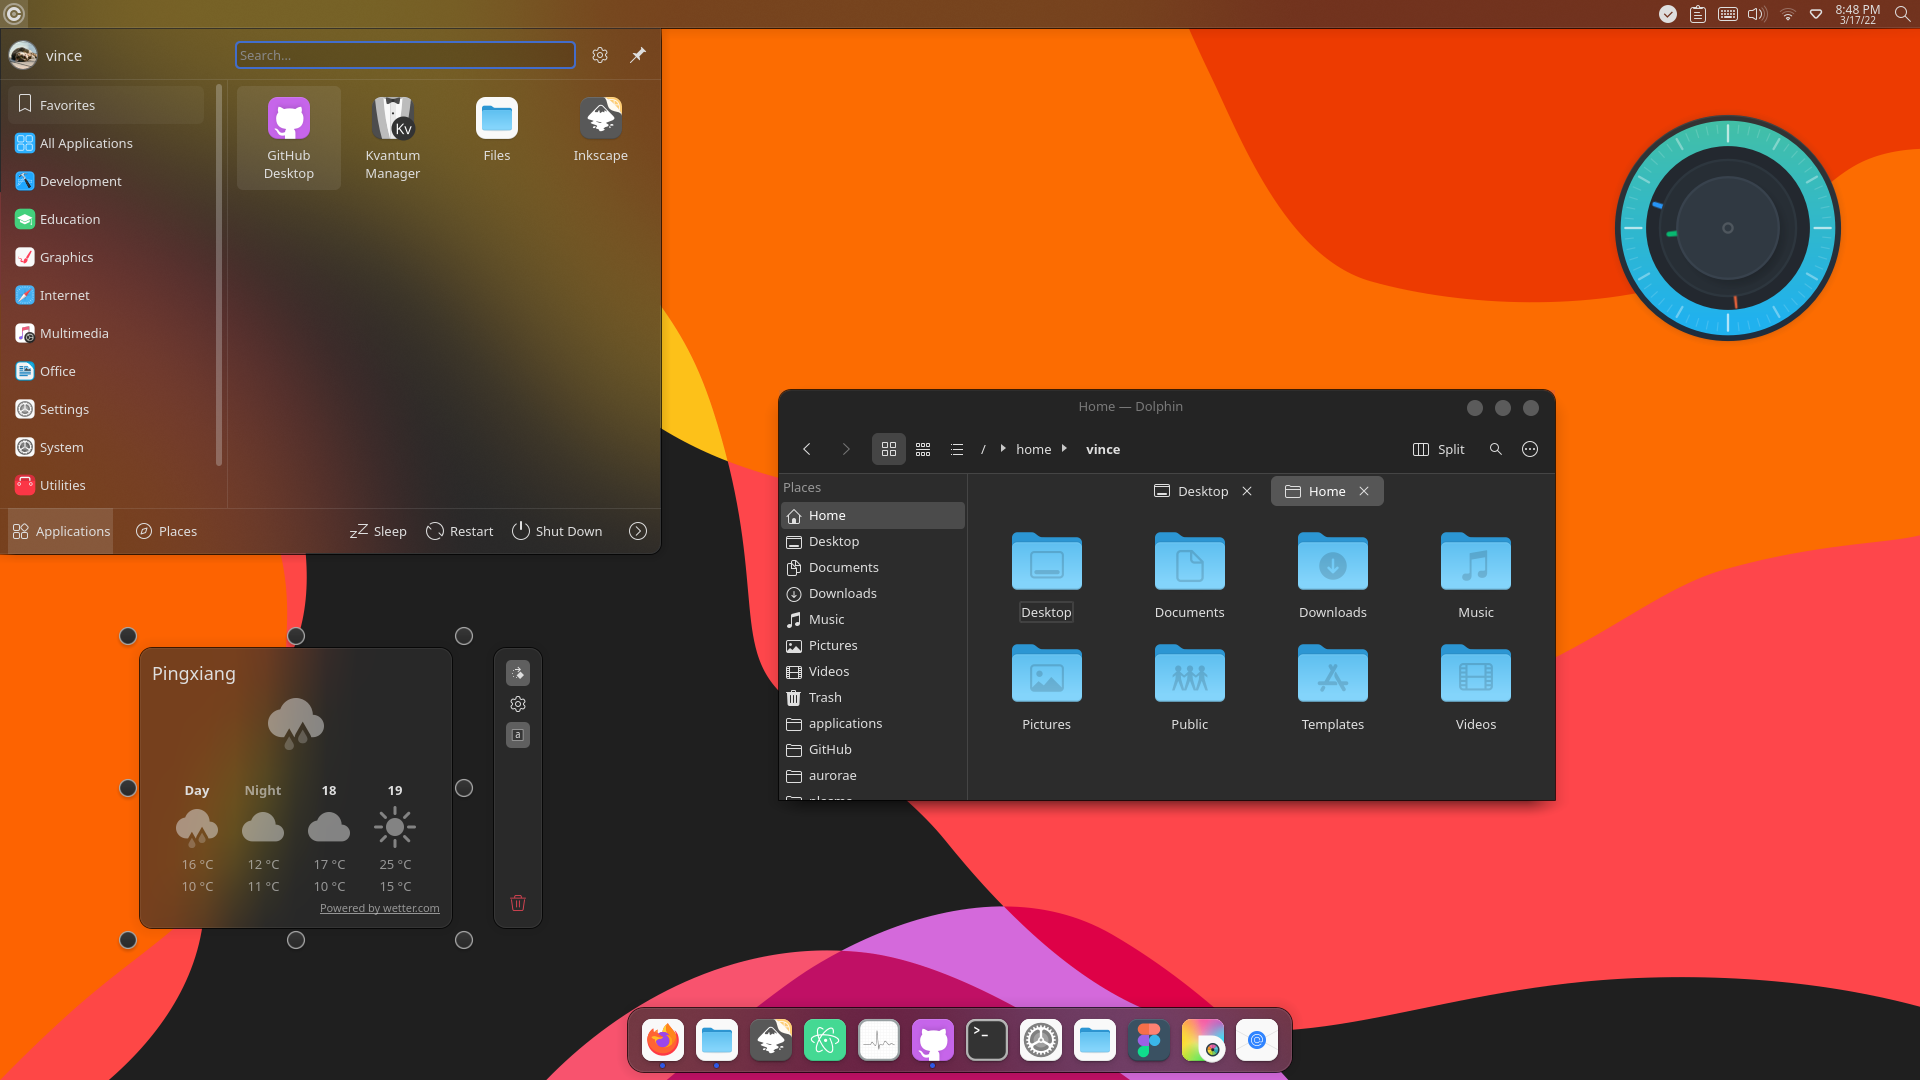 8:48 PM
3/17/22
vince
Search...
Favorites
All Applications
Development
Education
Graphics
Internet
Multimedia
Office
Settings
System
Utilities
GitHub
Desktop
Kvantum
Manager
Kv
Files
Inkscape
Applications
Places
zZ Sleep
Restart
Shut Down
Home — Dolphin
/ home vince
Split
Places
Home
Desktop
Documents
Downloads
Music
Pictures
Videos
Trash
applications
GitHub
aurorae
Desktop
Home
Desktop
Documents
Downloads
Music
Pictures
Public
Templates
Videos
Pingxiang
Day Night 18 19
16 °C 12 °C 17 °C 25 °C
10 °C 11 °C 10 °C 15 °C
Powered by wetter.com
a
>_